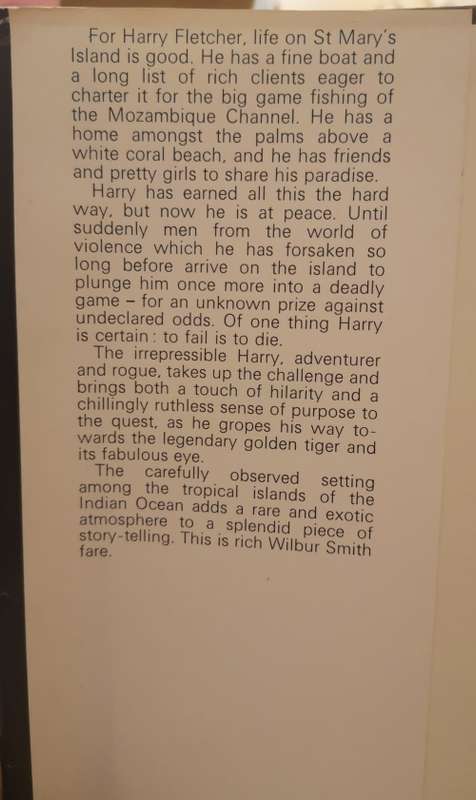 For Harry Fletcher, life on St Mary's
Island is good. He has a fine boat and
a long list of rich clients eager to
charter it for the big game fishing of
the Mozambique Channel. He has a
home amongst the palms above a
white coral beach, and he has friends
and pretty girls to share his paradise.
Harry has earned all this the hard
way, but now he is at peace. Until
suddenly men from the world of
violence which he has forsaken so
long before arrive on the island to
plunge him once more into a deadly
game – for an unknown prize against
undeclared odds. Of one thing Harry
is certain: to fail is to die.
The irrepressible Harry, adventurer
and rogue, takes up the challenge and
brings both a touch of hilarity and a
chillingly ruthless sense of purpose to
the quest, as he gropes his way to-
wards the legendary golden tiger and
its fabulous eye.
The carefully observed setting
among the tropical islands of the
Indian Ocean adds a rare and exotic
atmosphere to a splendid piece of
story-telling. This is rich Wilbur Smith
fare.